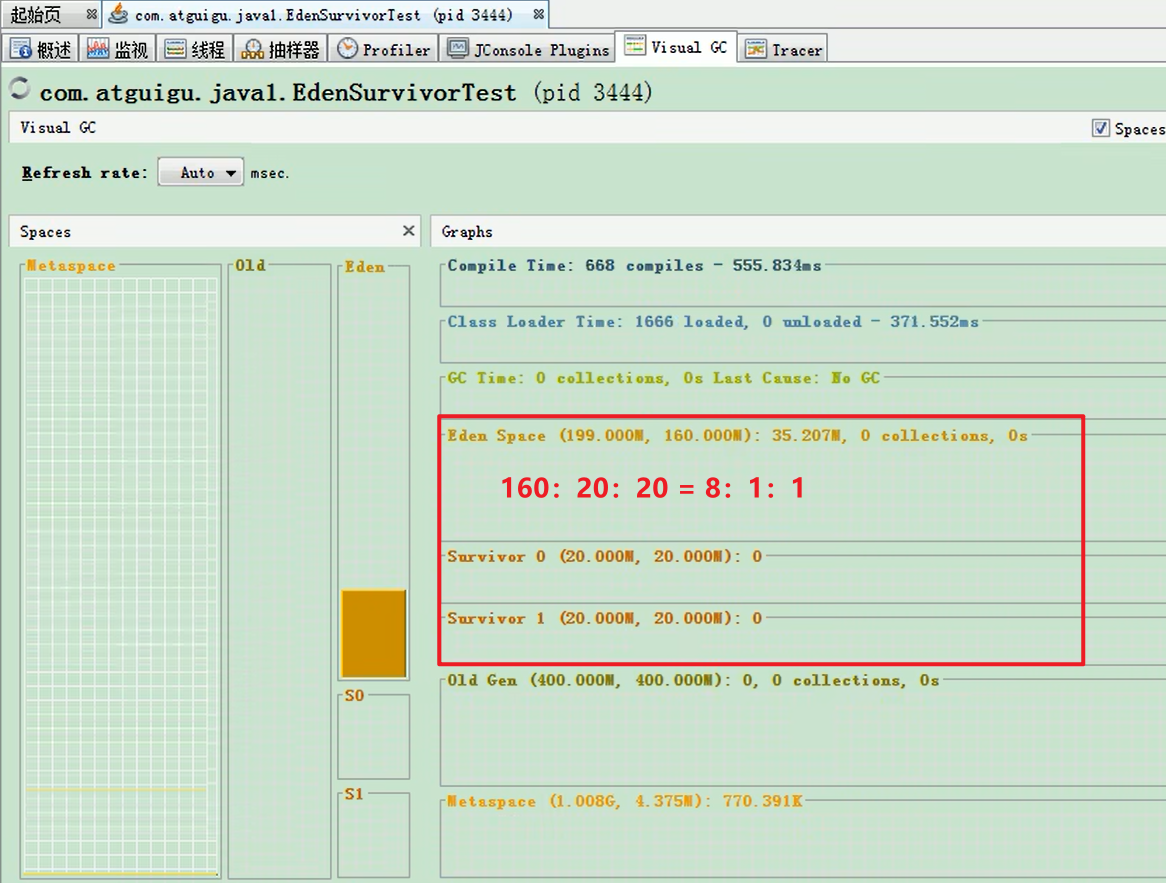 起始页
com.atguigu.java1.EdenSurvivorTest (pid 3444)
概述 监视 线程 抽样器 Profiler JConsole Plugins Visual GC Tracer
com.atguigu.java1.EdenSurvivorTest (pid 3444)
Visual GC
Spaces
Refresh rate: Auto msec.
Spaces
Graphs
Metaspace
Old
Eden
S0
S1
Compile Time: 668 compiles - 555.834ms
Class Loader Time: 1666 loaded, 0 unloaded - 371.552ms
GC Time: 0 collections, 0s Last Cause: No GC
Eden Space (199.000M, 160.000M): 35.207M, 0 collections, 0s
160：20：20 = 8：1：1
Survivor 0 (20.000M, 20.000M): 0
Survivor 1 (20.000M, 20.000M): 0
Old Gen (400.000M, 400.000M): 0, 0 collections, 0s
Metaspace (1.008G, 4.375M): 770.391K